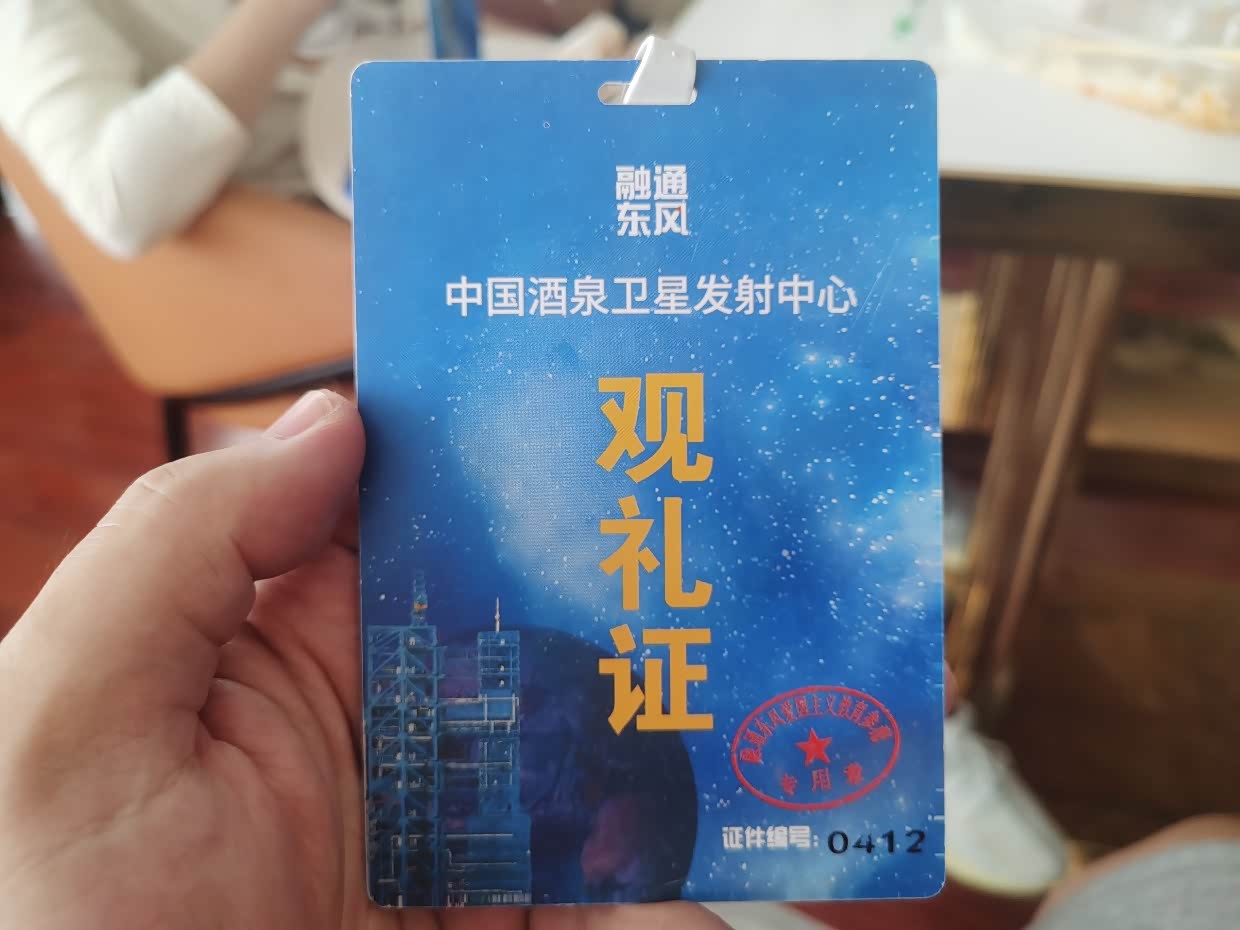 融通
东风
中国酒泉卫星发射中心
观
礼
证
专用章
证件编号: 0412